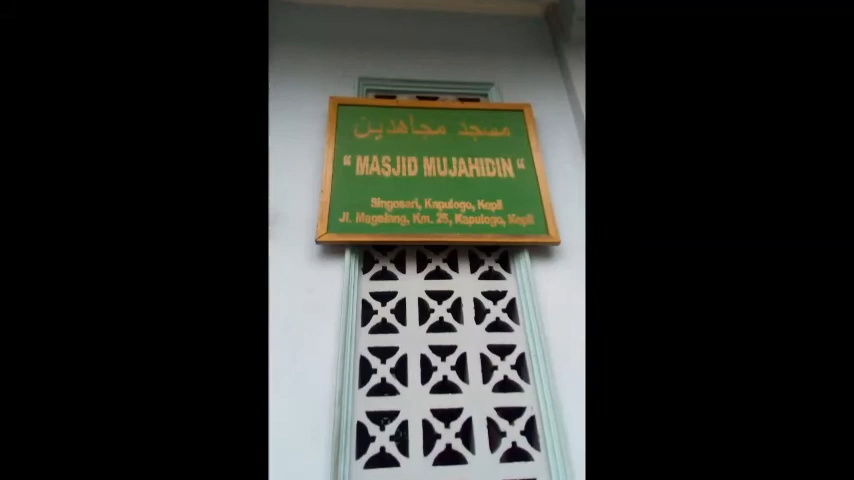 مسجد مجاهدين
“ MASJID MUJAHIDIN “
Singosari, Kapulogo, Kepil
Jl. Magelang, Km. 25, Kapulogo, Kepil